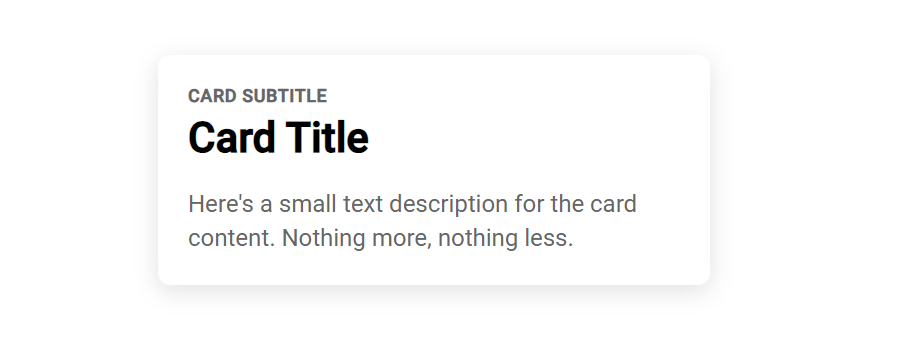 CARD SUBTITLE
Card Title
Here's a small text description for the card
content. Nothing more, nothing less.